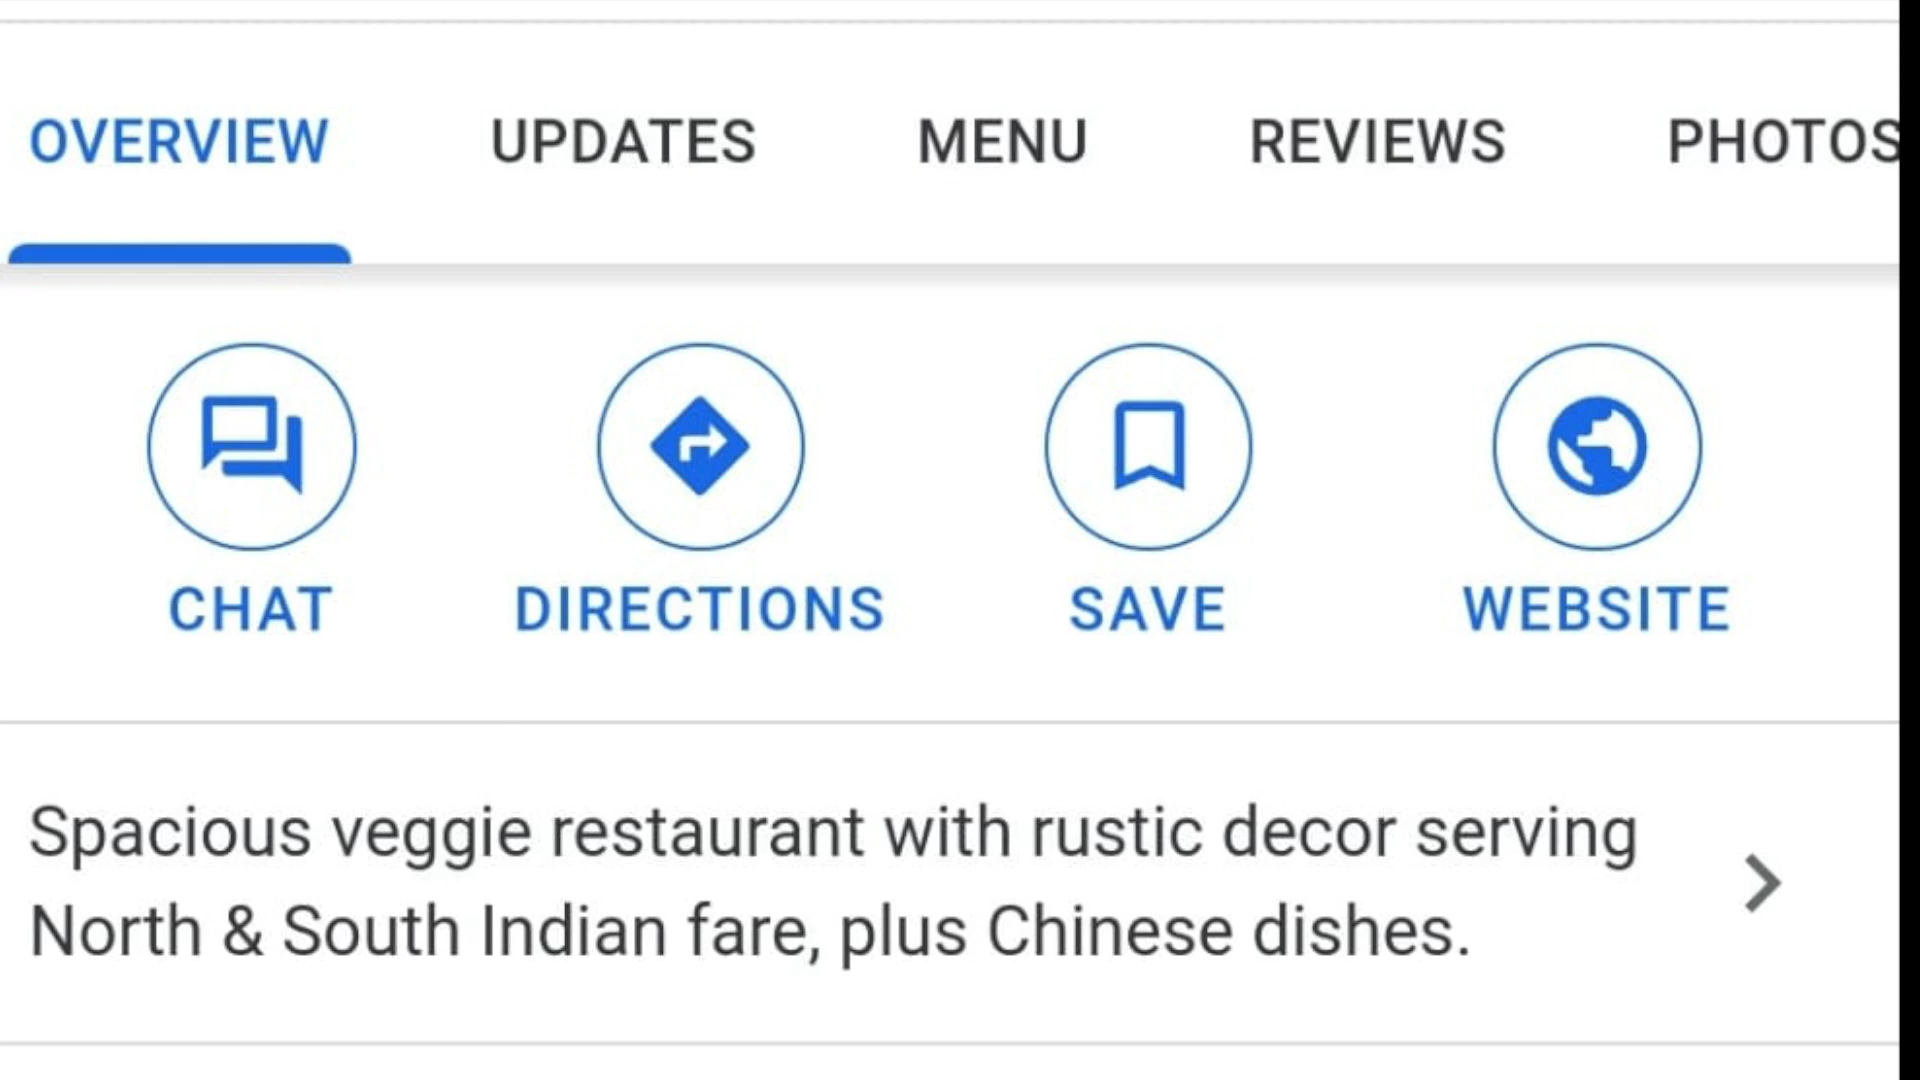 OVERVIEW UPDATES MENU REVIEWS PHOTOS
CHAT DIRECTIONS SAVE WEBSITE
Spacious veggie restaurant with rustic decor serving
North & South Indian fare, plus Chinese dishes.